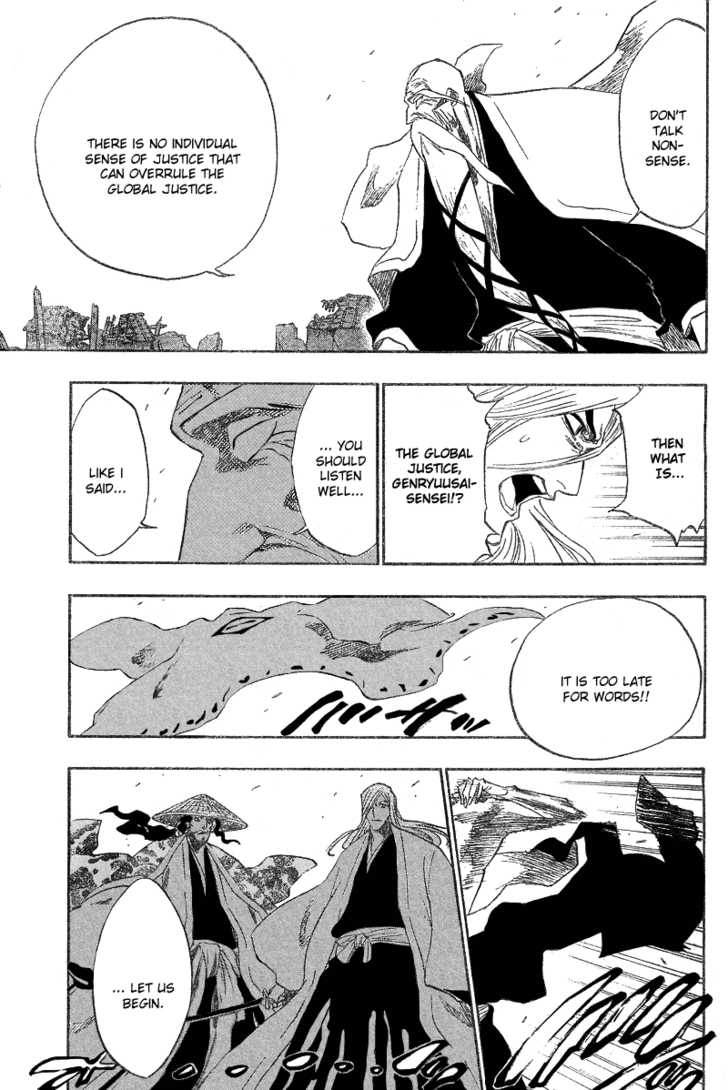 DON'T
TALK
NON-
SENSE.
THERE IS NO INDIVIDUAL
SENSE OF JUSTICE THAT
CAN OVERRULE THE
GLOBAL JUSTICE.
THEN
WHAT
IS...
THE GLOBAL
JUSTICE,
GENRYUUSAI-
SENSEI!?
... YOU
SHOULD
LISTEN
WELL...
LIKE I
SAID...
IT IS TOO LATE
FOR WORDS!!
... LET US
BEGIN.